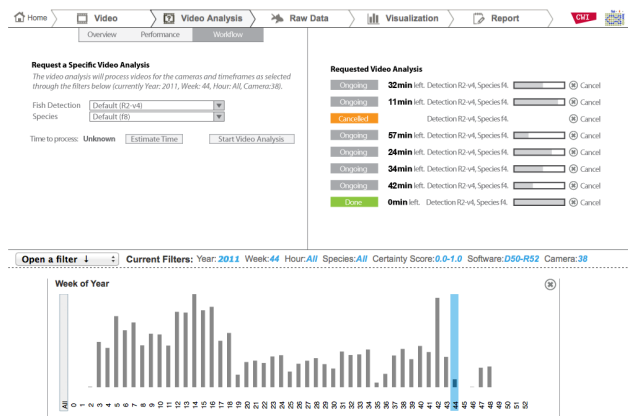 Home Video Video Analysis Raw Data Visualization Report CWI
Overview Performance Workflow
Request a Specific Video Analysis
The video analysis will process videos for the cameras and timeframes as selected
through the filters below (currently Year: 2011, Week: 44, Hour: All, Camera:38).
Fish Detection Default (R2-v4)
Species Default (f8)
Time to process: Unknown Estimate Time Start Video Analysis
Requested Video Analysis
Ongoing 32min left. Detection R2-v4, Species f4. Cancel
Ongoing 11min left. Detection R2-v4, Species f4. Cancel
Cancelled Detection R2-v4, Species f4. Cancel
Ongoing 57min left. Detection R2-v4, Species f4. Cancel
Ongoing 24min left. Detection R2-v4, Species f4. Cancel
Ongoing 34min left. Detection R2-v4, Species f4. Cancel
Ongoing 42min left. Detection R2-v4, Species f4. Cancel
Done 0min left. Detection R2-v4, Species f4. Cancel
Open a filter ↓ Current Filters: Year:2011 Week:44 Hour:All Species:All Certainty Score:0.0-1.0 Software:D50-R52 Camera:38
Week of Year
All 0 1 2 3 4 5 6 7 8 9 10 11 12 13 14 15 16 17 18 19 20 21 22 23 24 25 26 27 28 29 30 31 32 33 34 35 36 37 38 39 40 41 42 43 44 45 46 47 48 49 50 51 52